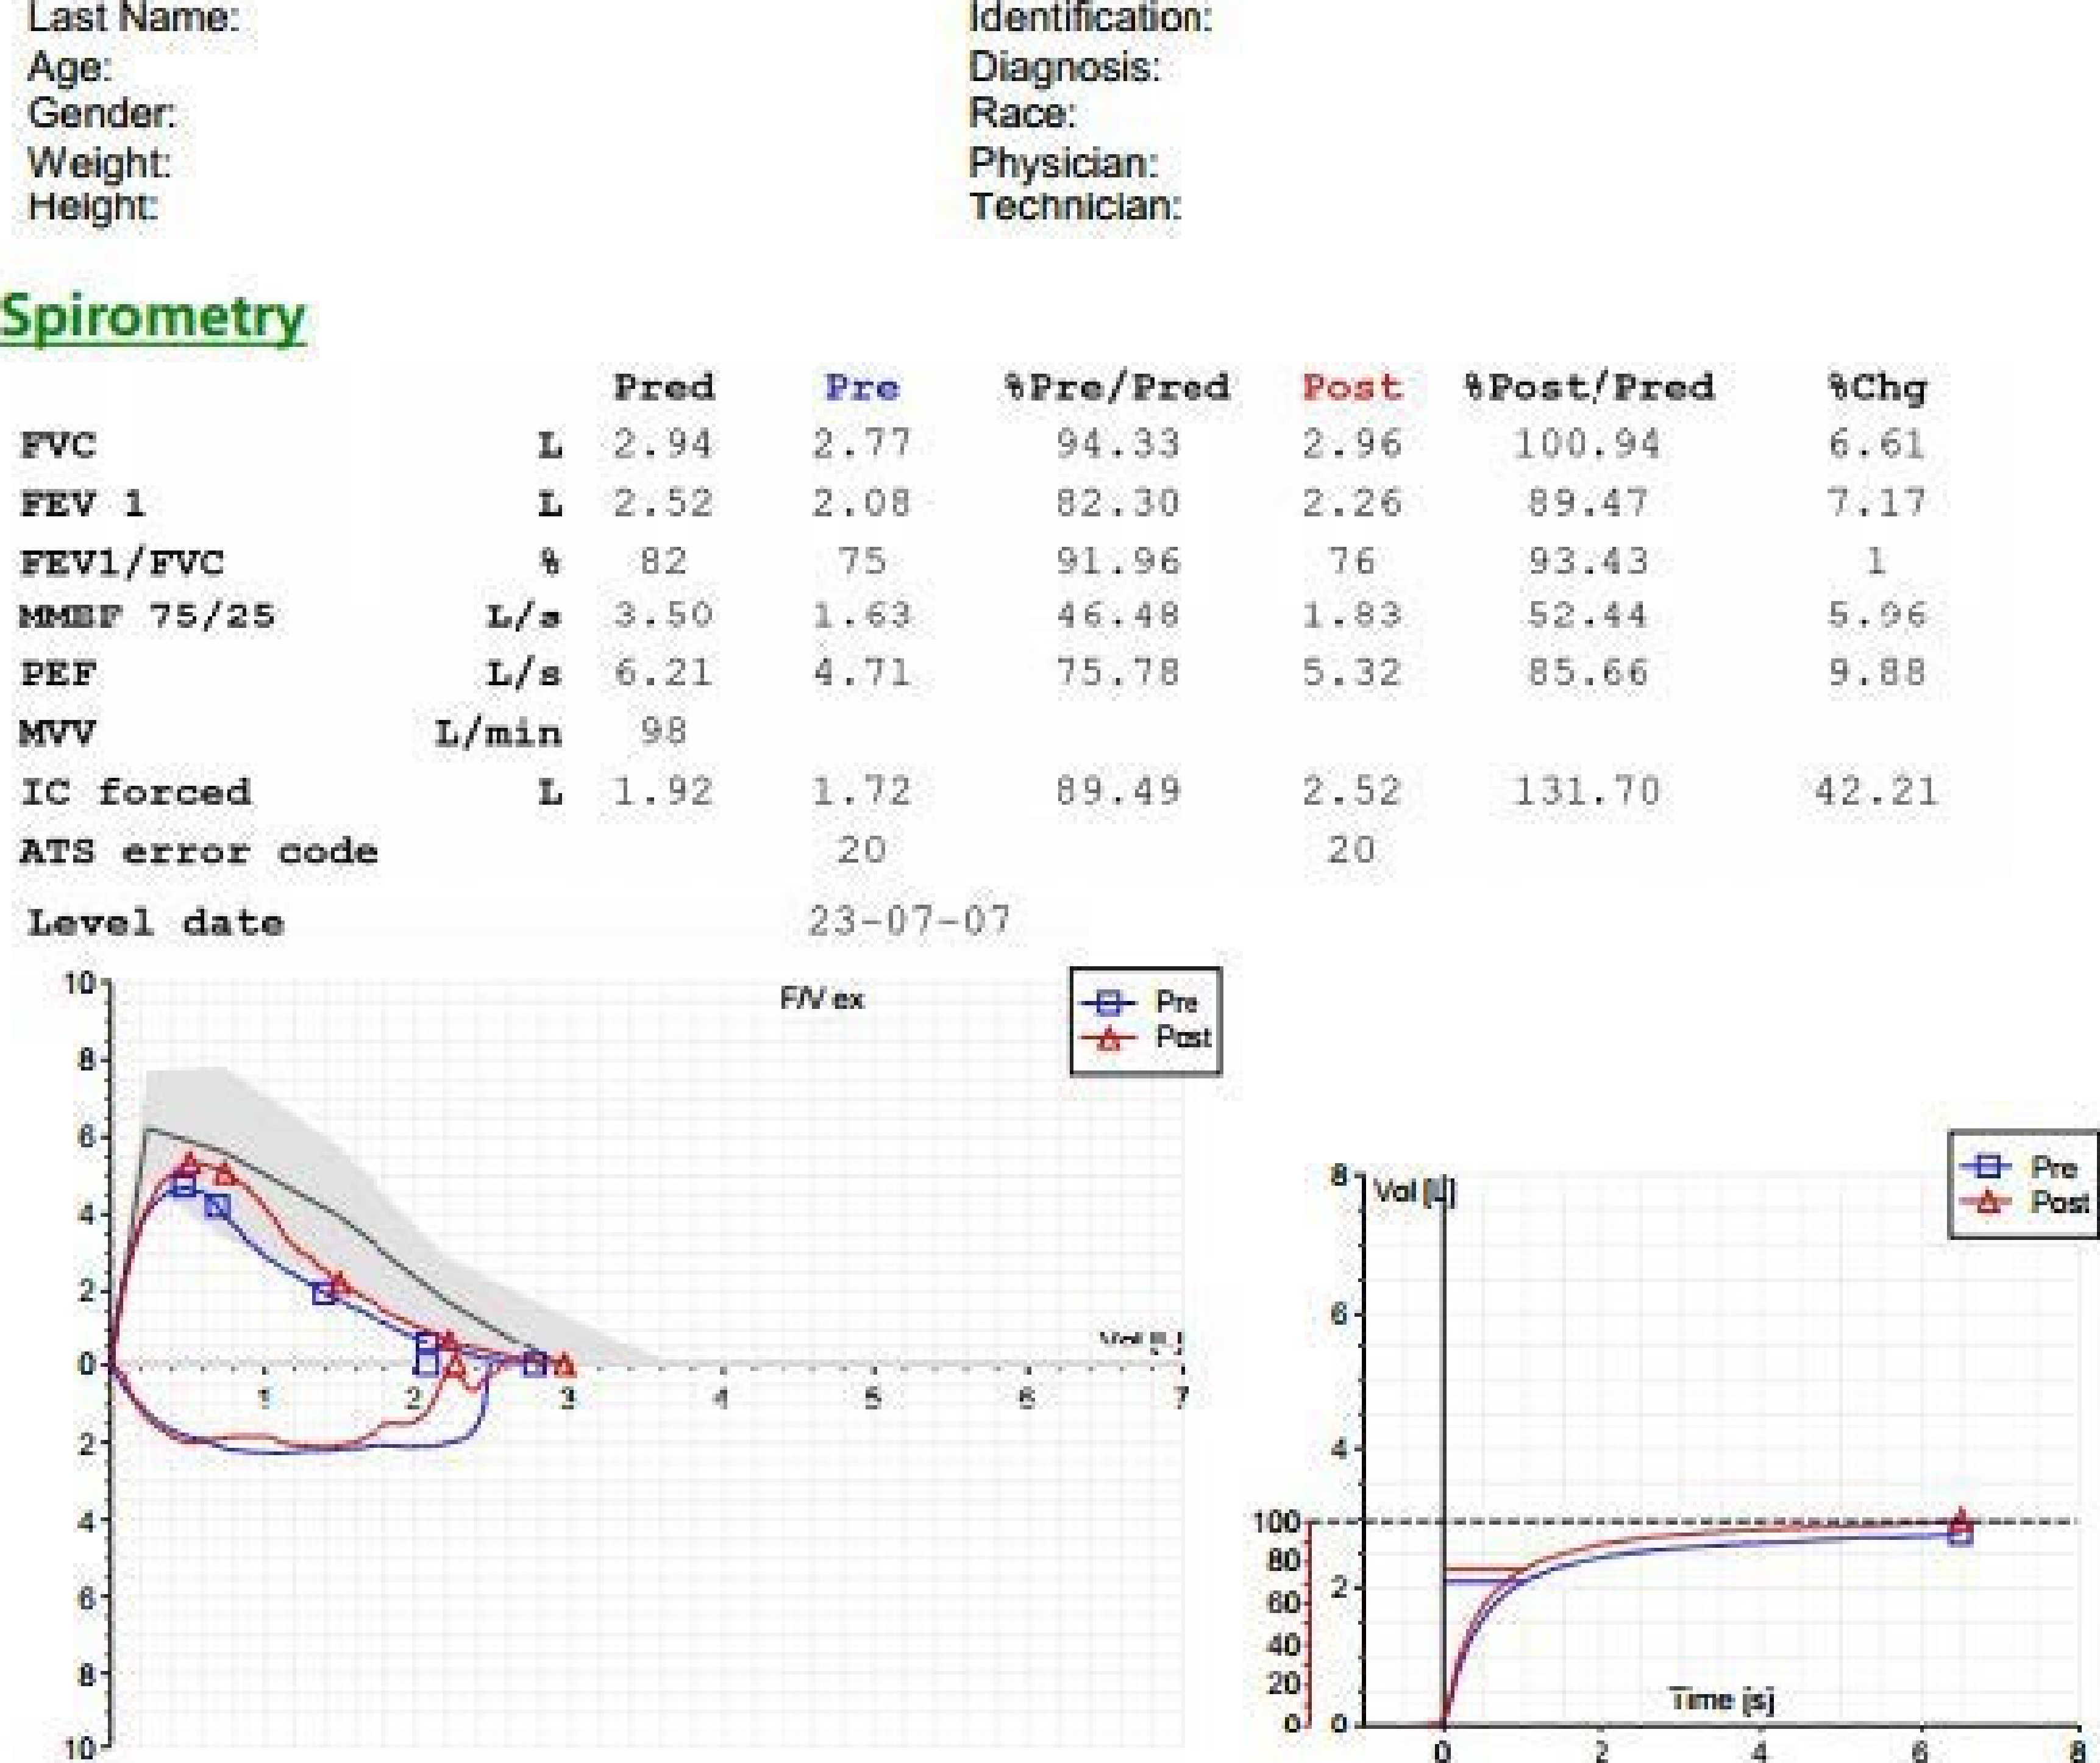 Last Name: Identification:
Age: Diagnosis:
Gender: Race:
Weight: Physician:
Height: Technician:
Spirometry
Pred Pre %Pre/Pred Post %Post/Pred %Chg
FVC L 2.94 2.77 94.33 2.96 100.94 6.61
FEV 1 L 2.52 2.08 82.30 2.26 89.47 7.17
FEV1/FVC % 82 75 91.96 76 93.43 1
MMEF 75/25 L/s 3.50 1.63 46.48 1.83 52.44 5.96
PEF L/s 6.21 4.71 75.78 5.32 85.66 9.88
MVV L/min 98
IC forced L 1.92 1.72 89.49 2.52 131.70 42.21
ATS error code 20 20
Level date 23-07-07
F/V ex
Pre
Post
10
8
6
4
2
0
2
4
6
8
10
Vol [L]
1 2 3 4 5 6 7
Pre
Post
Vol [L]
8
6
4
2
0
100
80
60
40
20
0
Time [s]
0 2 4 6 8